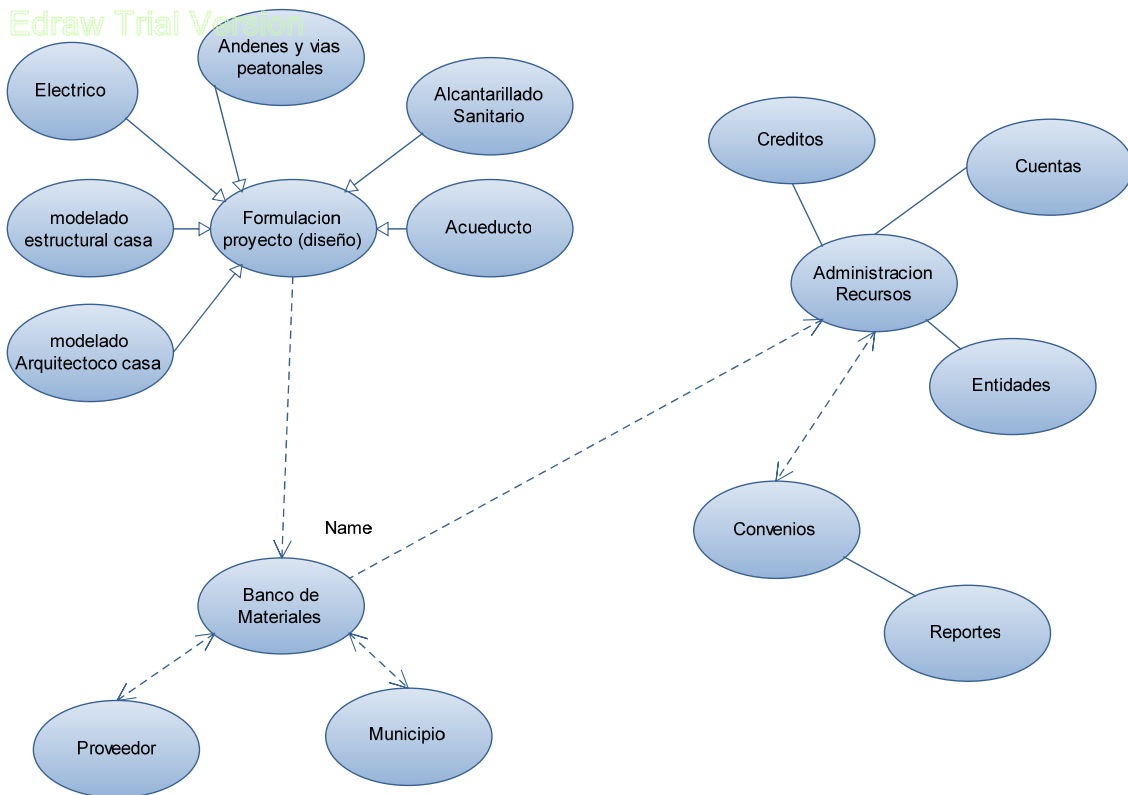 Edraw Trial Version
Andenes y vias
peatonales
Electrico
Alcantarillado
Sanitario
Creditos
Cuentas
modelado
estructural casa
Formulacion
proyecto (diseño)
Acueducto
Administracion
Recursos
modelado
Arquitectoco casa
Entidades
Name
Convenios
Banco de
Materiales
Reportes
Proveedor
Municipio